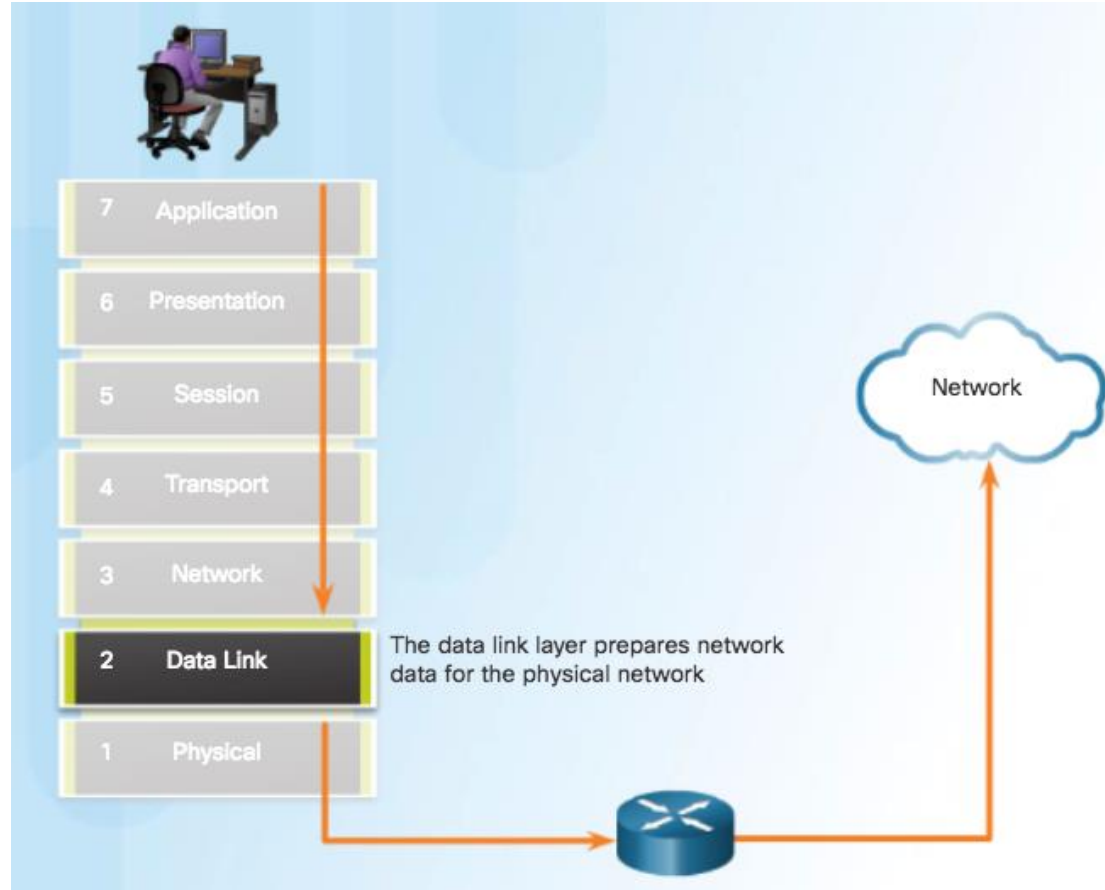 7 Application
6 Presentation
5 Session
4 Transport
3 Network
2 Data Link
The data link layer prepares network
data for the physical network
1 Physical
Network